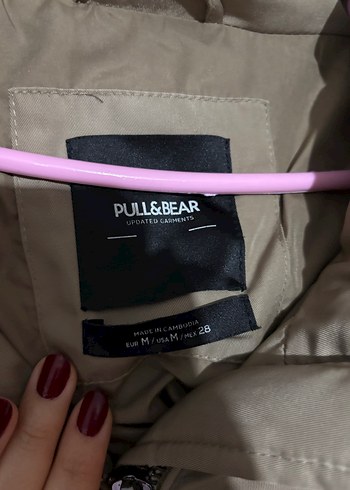 PULL&BEAR
UPDATED GARMENTS
MADE IN CAMBODIA
EUR M / USA M / MEX 28